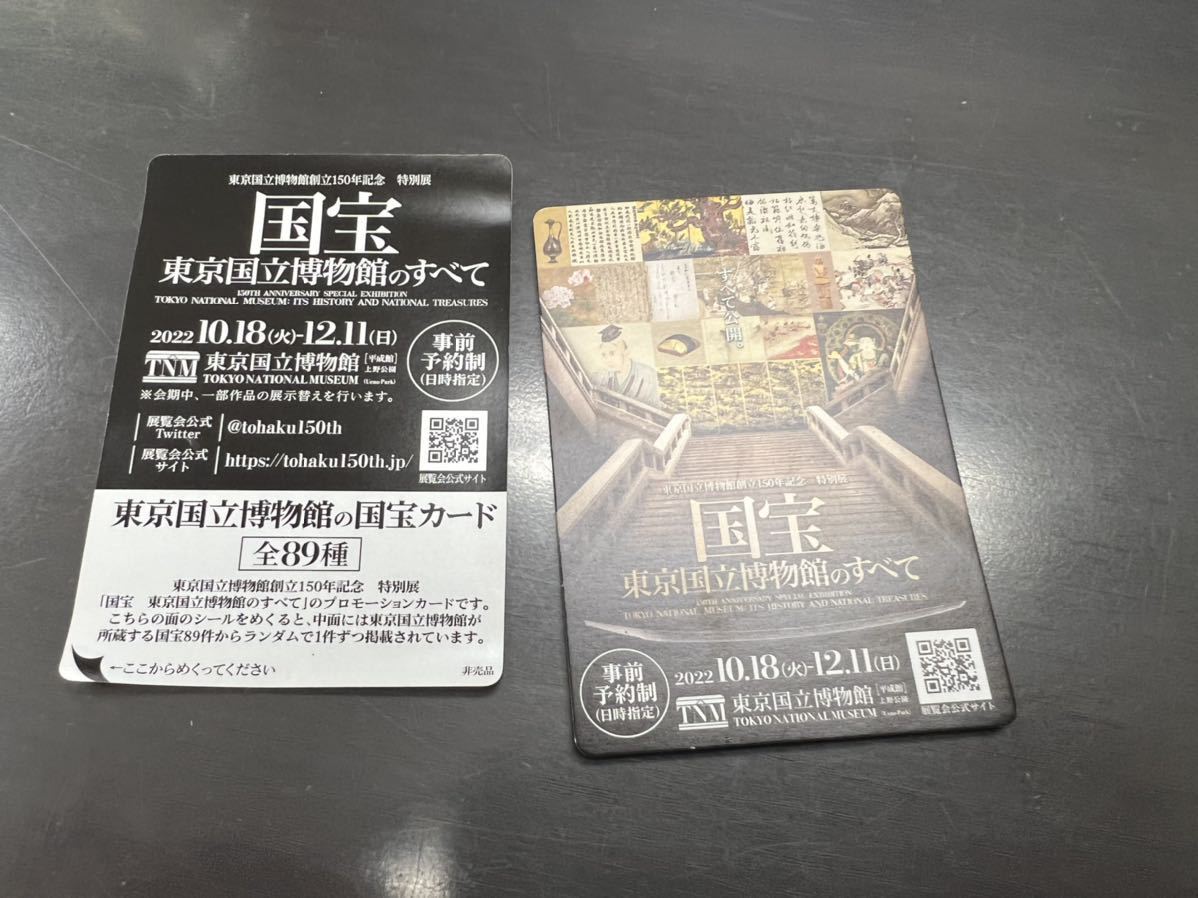 東京国立博物館創立150年記念　特別展
国宝
東京国立博物館のすべて
150TH ANNIVERSARY SPECIAL EXHIBITION
TOKYO NATIONAL MUSEUM: ITS HISTORY AND NATIONAL TREASURES
2022 10.18(火)-12.11(日)
TNM 東京国立博物館 [平成館] 上野公園
TOKYO NATIONAL MUSEUM (Ueno Park)
事前
予約制
(日時指定)
※会期中、一部作品の展示替えを行います。
展覧会公式
Twitter
@tohaku150th
展覧会公式
サイト
https://tohaku150th.jp/
展覧会公式サイト
東京国立博物館の国宝カード
全89種
東京国立博物館創立150年記念　特別展
「国宝　東京国立博物館のすべて」のプロモーションカードです。
こちらの面のシールをめくると、中面には東京国立博物館が
所蔵する国宝89件からランダムで1件ずつ掲載されています。
←ここからめくってください
非売品
すべて公開。
東京国立博物館創立150年記念　特別展
国宝
東京国立博物館のすべて
150TH ANNIVERSARY SPECIAL EXHIBITION
TOKYO NATIONAL MUSEUM: ITS HISTORY AND NATIONAL TREASURES
事前
予約制
(日時指定)
2022 10.18(火)-12.11(日)
TNM 東京国立博物館 [平成館] 上野公園
TOKYO NATIONAL MUSEUM (Ueno Park)
展覧会公式サイト